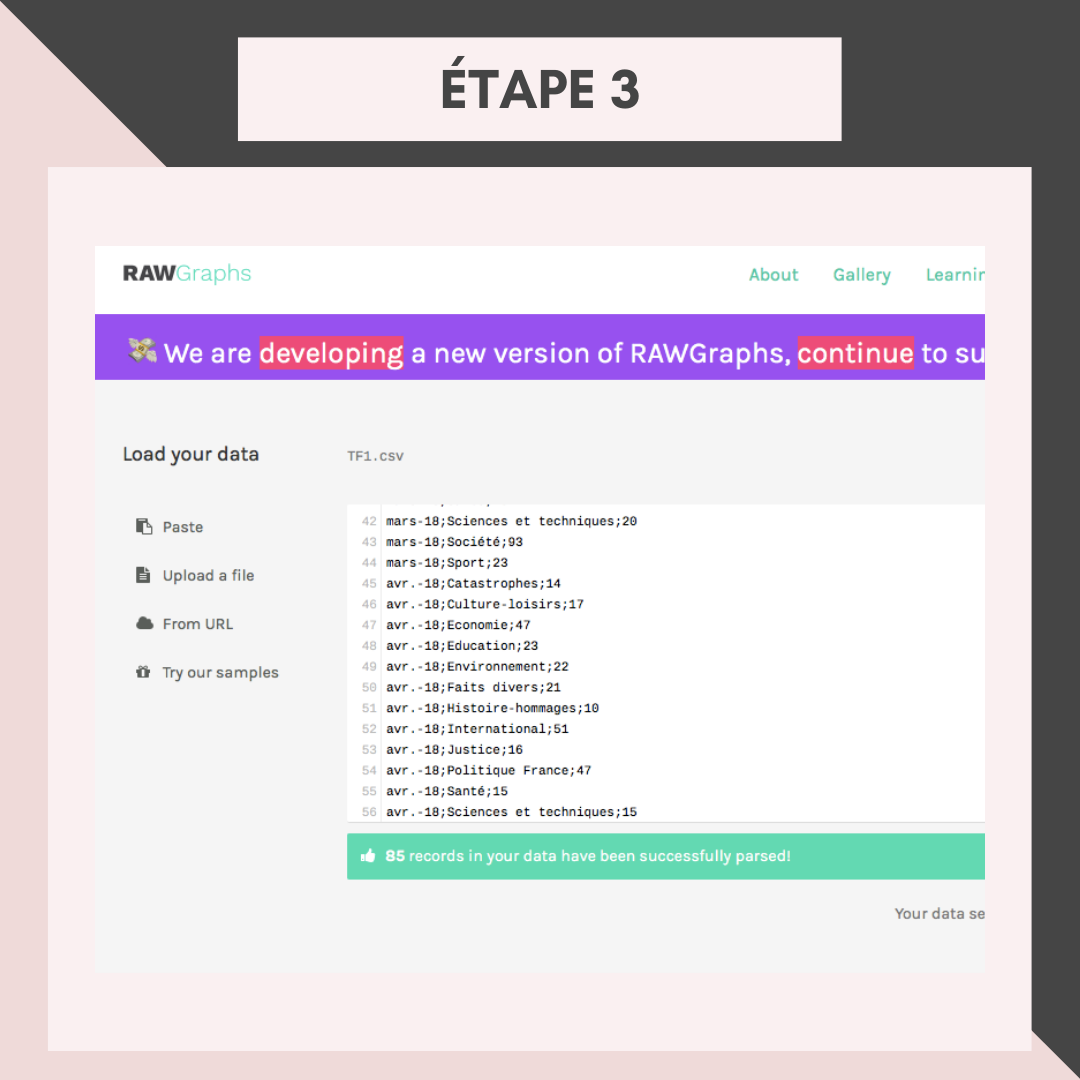 ÉTAPE 3
RAWGraphs
About Gallery Learnin
💸 We are developing a new version of RAWGraphs, continue to su
Load your data
TF1.csv
Paste
Upload a file
From URL
Try our samples
42 mars-18;Sciences et techniques;20
43 mars-18;Société;93
44 mars-18;Sport;23
45 avr.-18;Catastrophes;14
46 avr.-18;Culture-loisirs;17
47 avr.-18;Economie;47
48 avr.-18;Education;23
49 avr.-18;Environnement;22
50 avr.-18;Faits divers;21
51 avr.-18;Histoire-hommages;10
52 avr.-18;International;51
53 avr.-18;Justice;16
54 avr.-18;Politique France;47
55 avr.-18;Santé;15
56 avr.-18;Sciences et techniques;15
85 records in your data have been successfully parsed!
Your data se